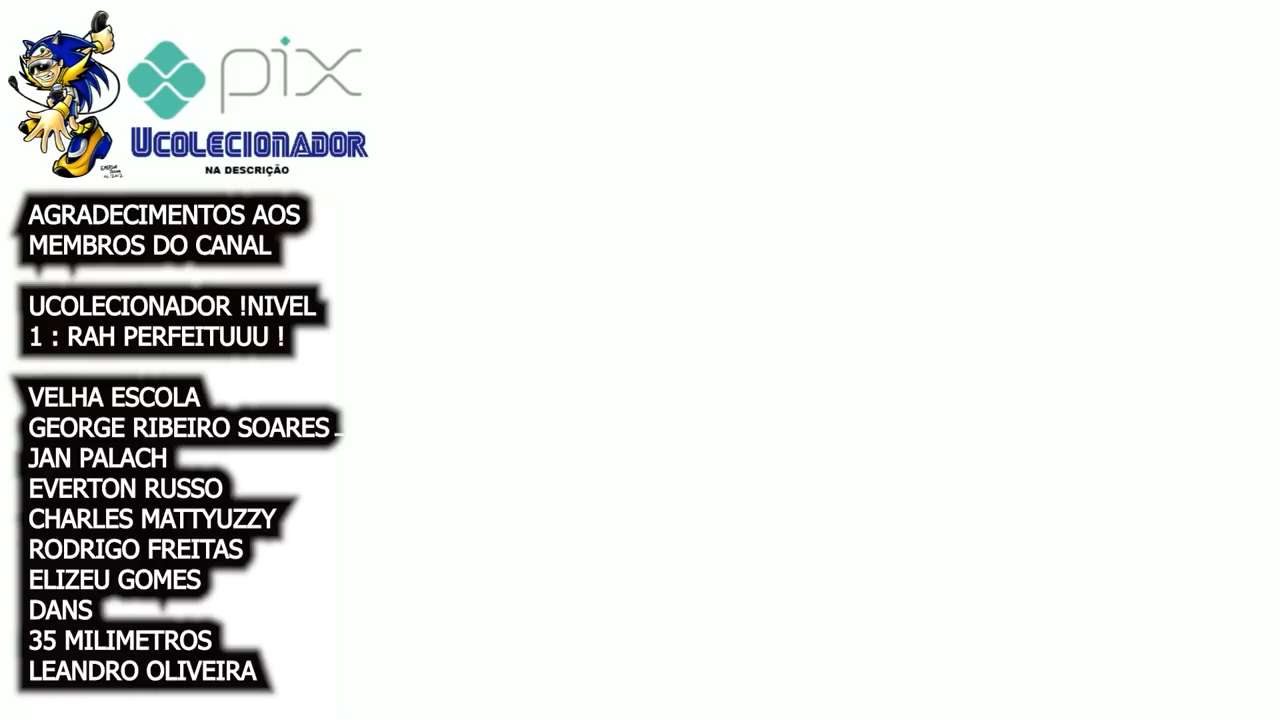 pix
UCOLECIONADOR
NA DESCRIÇÃO
AGRADECIMENTOS AOS
MEMBROS DO CANAL
UCOLECIONADOR !NIVEL
1 : RAH PERFEITUUU !
VELHA ESCOLA
GEORGE RIBEIRO SOARES
JAN PALACH
EVERTON RUSSO
CHARLES MATTYUZZY
RODRIGO FREITAS
ELIZEU GOMES
DANS
35 MILIMETROS
LEANDRO OLIVEIRA